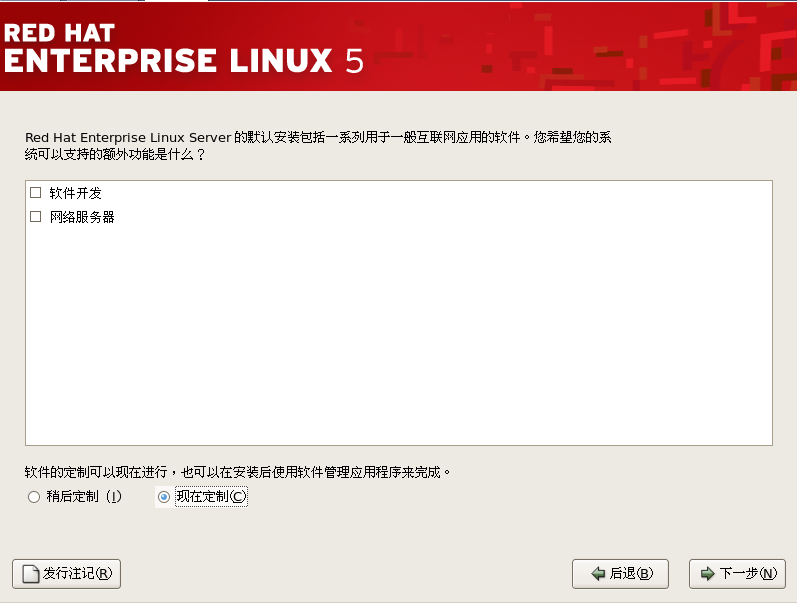 RED HAT
ENTERPRISE LINUX 5
Red Hat Enterprise Linux Server 的默认安装包括一系列用于一般互联网应用的软件。您希望您的系
统可以支持的额外功能是什么？
软件开发
网络服务器
软件的定制可以现在进行，也可以在安装后使用软件管理应用程序来完成。
稍后定制（I） 现在定制(C)
发行注记(R) 后退(B) 下一步(N)